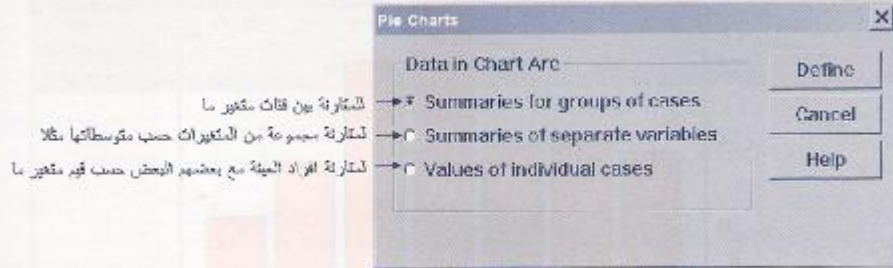 Pie Charts
Data in Chart Are
Define
للمقارنة بين فئات متغير ما
Summaries for groups of cases
Cancel
لمقارنة مجموعة من المتغيرات حسب متوسطاتها مثلا
Summaries of separate variables
Help
لمقارنة افراد العينة مع بعضهم البعض حسب قيم متغير ما
Values of individual cases